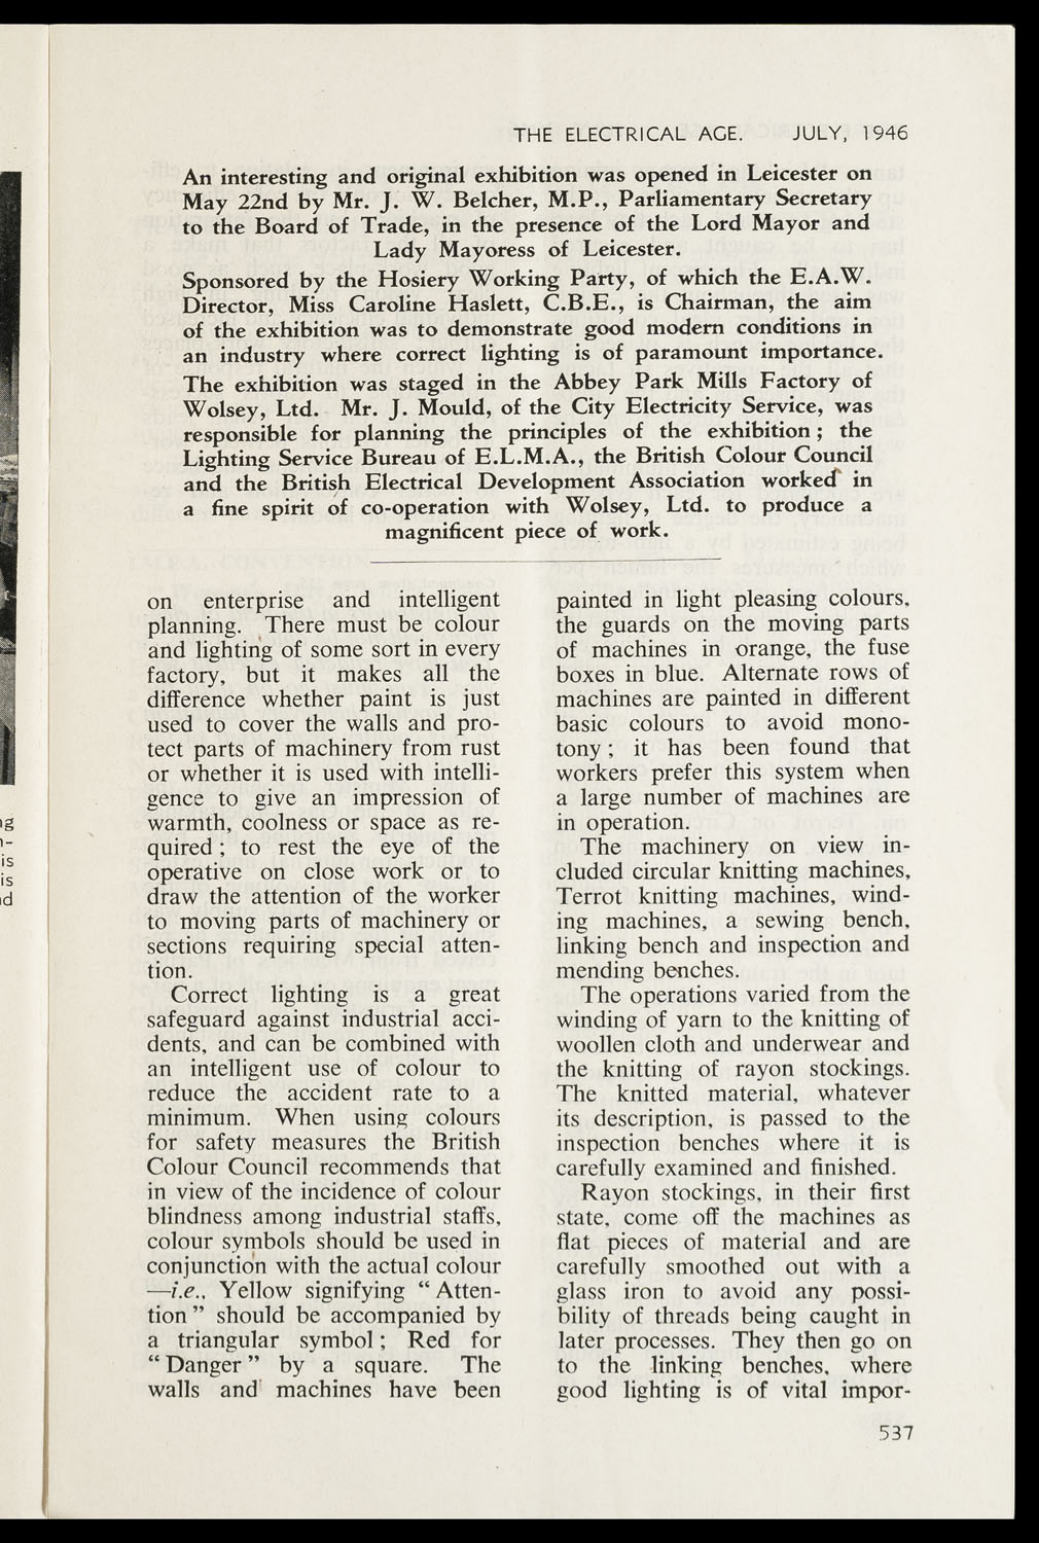 THE ELECTRICAL AGE. JULY, 1946
An interesting and original exhibition was opened in Leicester on
May 22nd by Mr. J. W. Belcher, M.P., Parliamentary Secretary
to the Board of Trade, in the presence of the Lord Mayor and
Lady Mayoress of Leicester.
Sponsored by the Hosiery Working Party, of which the E.A.W.
Director, Miss Caroline Haslett, C.B.E., is Chairman, the aim
of the exhibition was to demonstrate good modern conditions in
an industry where correct lighting is of paramount importance.
The exhibition was staged in the Abbey Park Mills Factory of
Wolsey, Ltd. Mr. J. Mould, of the City Electricity Service, was
responsible for planning the principles of the exhibition ; the
Lighting Service Bureau of E.L.M.A., the British Colour Council
and the British Electrical Development Association worked in
a fine spirit of co-operation with Wolsey, Ltd. to produce a
magnificent piece of work.
on enterprise and intelligent
planning. There must be colour
and lighting of some sort in every
factory, but it makes all the
difference whether paint is just
used to cover the walls and pro-
tect parts of machinery from rust
or whether it is used with intelli-
gence to give an impression of
warmth, coolness or space as re-
quired ; to rest the eye of the
operative on close work or to
draw the attention of the worker
to moving parts of machinery or
sections requiring special atten-
tion.
Correct lighting is a great
safeguard against industrial acci-
dents, and can be combined with
an intelligent use of colour to
reduce the accident rate to a
minimum. When using colours
for safety measures the British
Colour Council recommends that
in view of the incidence of colour
blindness among industrial staffs,
colour symbols should be used in
conjunction with the actual colour
—i.e., Yellow signifying “ Atten-
tion ” should be accompanied by
a triangular symbol ; Red for
“ Danger ” by a square. The
walls and machines have been
painted in light pleasing colours,
the guards on the moving parts
of machines in orange, the fuse
boxes in blue. Alternate rows of
machines are painted in different
basic colours to avoid mono-
tony ; it has been found that
workers prefer this system when
a large number of machines are
in operation.
The machinery on view in-
cluded circular knitting machines,
Terrot knitting machines, wind-
ing machines, a sewing bench,
linking bench and inspection and
mending benches.
The operations varied from the
winding of yarn to the knitting of
woollen cloth and underwear and
the knitting of rayon stockings.
The knitted material, whatever
its description, is passed to the
inspection benches where it is
carefully examined and finished.
Rayon stockings, in their first
state, come off the machines as
flat pieces of material and are
carefully smoothed out with a
glass iron to avoid any possi-
bility of threads being caught in
later processes. They then go on
to the linking benches, where
good lighting is of vital impor-
537